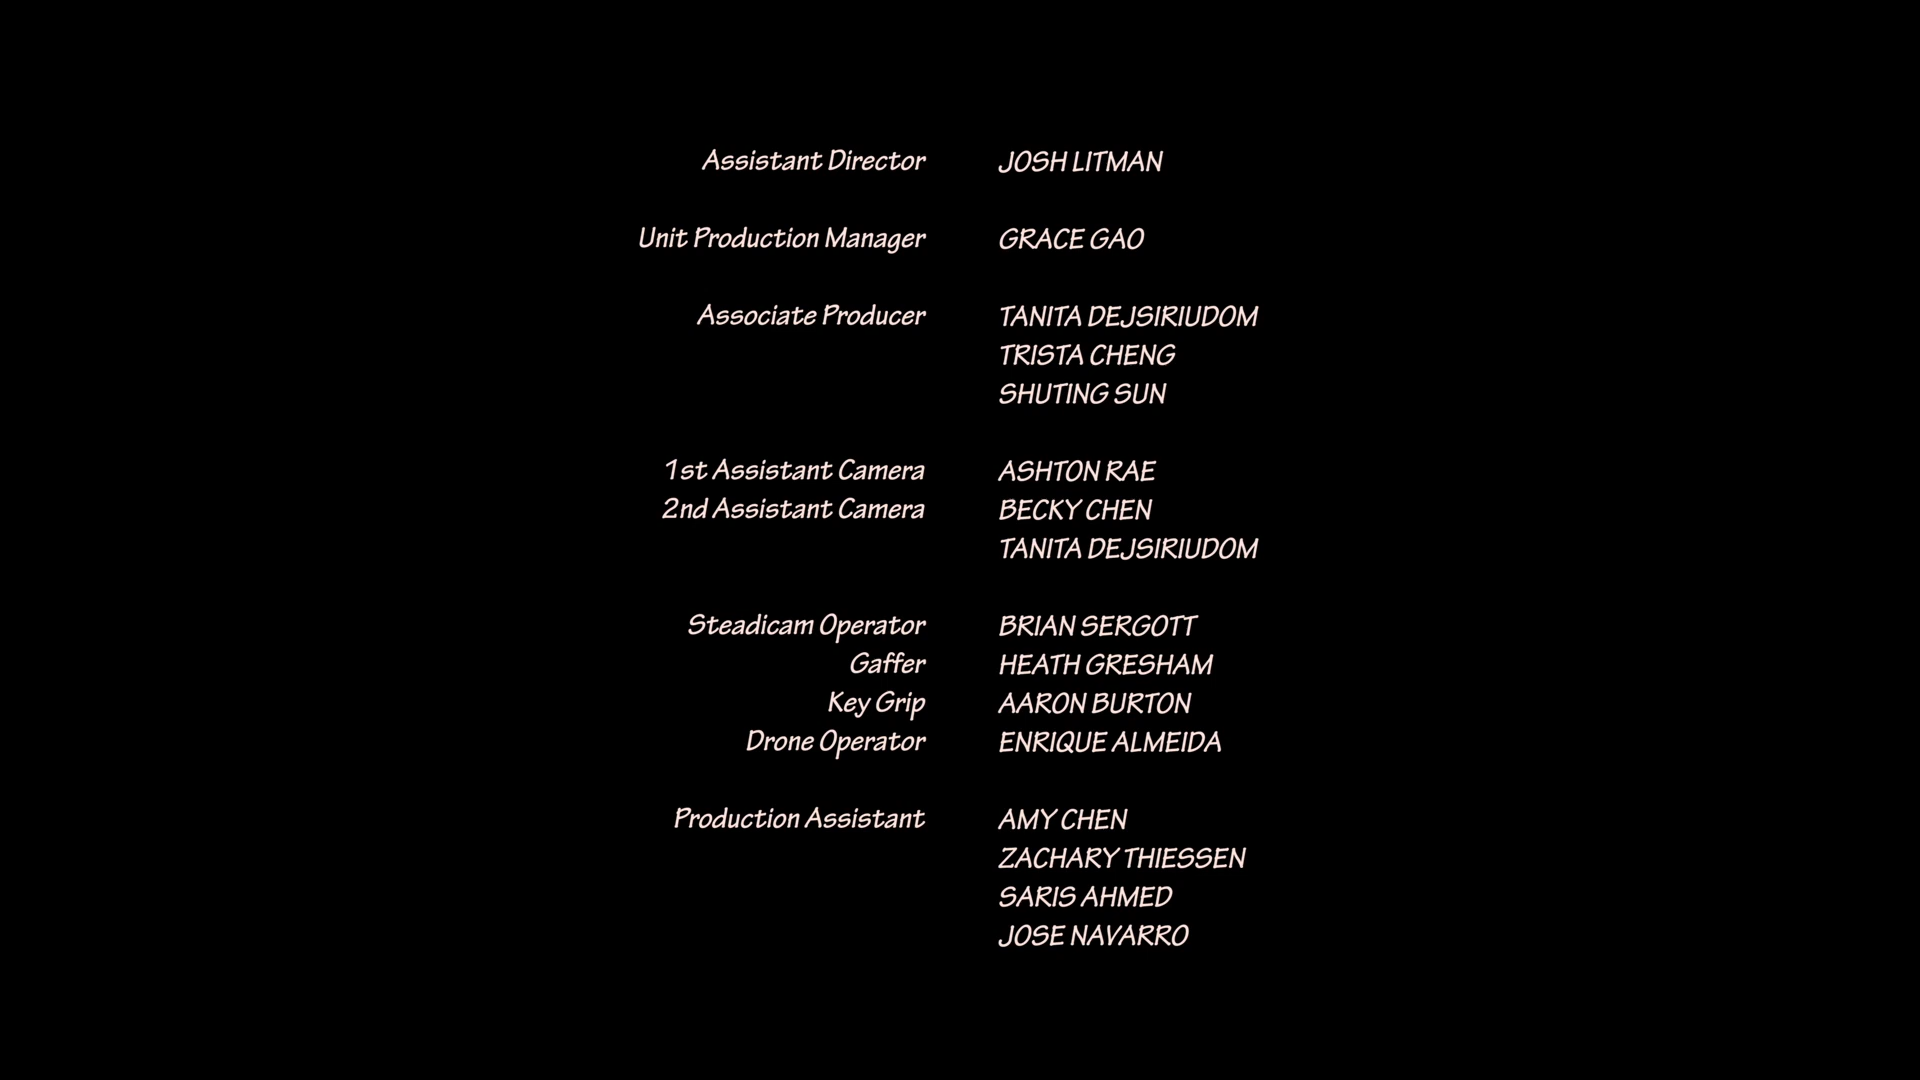 Assistant Director JOSH LITMAN
Unit Production Manager GRACE GAO
Associate Producer TANITA DEJSIRIUDOM
TRISTA CHENG
SHUTING SUN
1st Assistant Camera ASHTON RAE
2nd Assistant Camera BECKY CHEN
TANITA DEJSIRIUDOM
Steadicam Operator BRIAN SERGOTT
Gaffer HEATH GRESHAM
Key Grip AARON BURTON
Drone Operator ENRIQUE ALMEIDA
Production Assistant AMY CHEN
ZACHARY THIESSEN
SARIS AHMED
JOSE NAVARRO